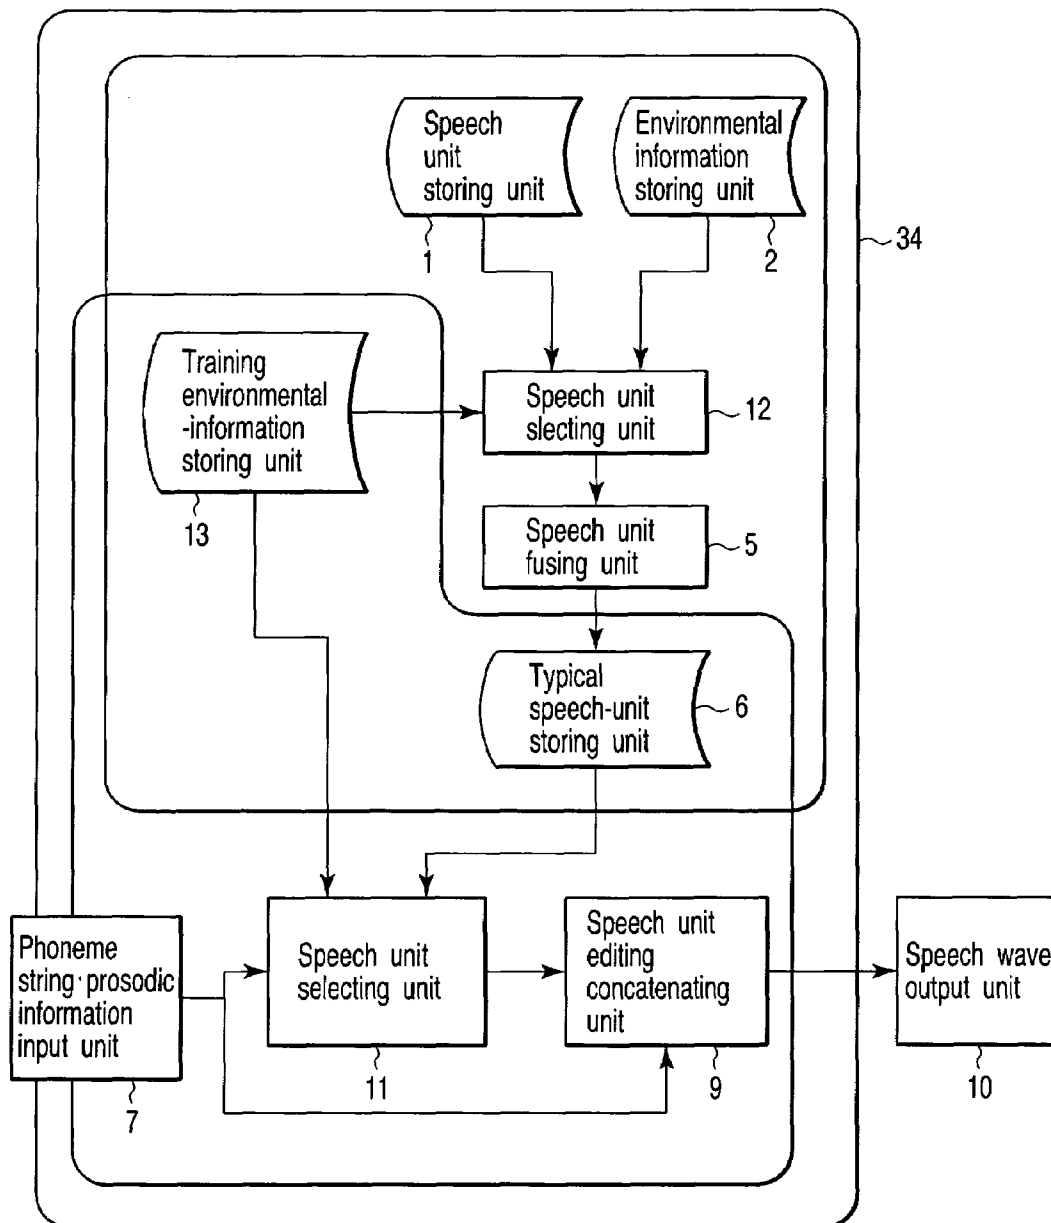 Speech
unit
storing unit
1
Environmental
information
storing unit
2
34
Training
environmental
-information
storing unit
13
Speech unit
slecting unit
12
Speech unit
fusing unit
5
Typical
speech-unit
storing unit
6
Phoneme
string·prosodic
information
input unit
7
Speech unit
selecting unit
11
Speech unit
editing
concatenating
unit
9
Speech wave
output unit
10